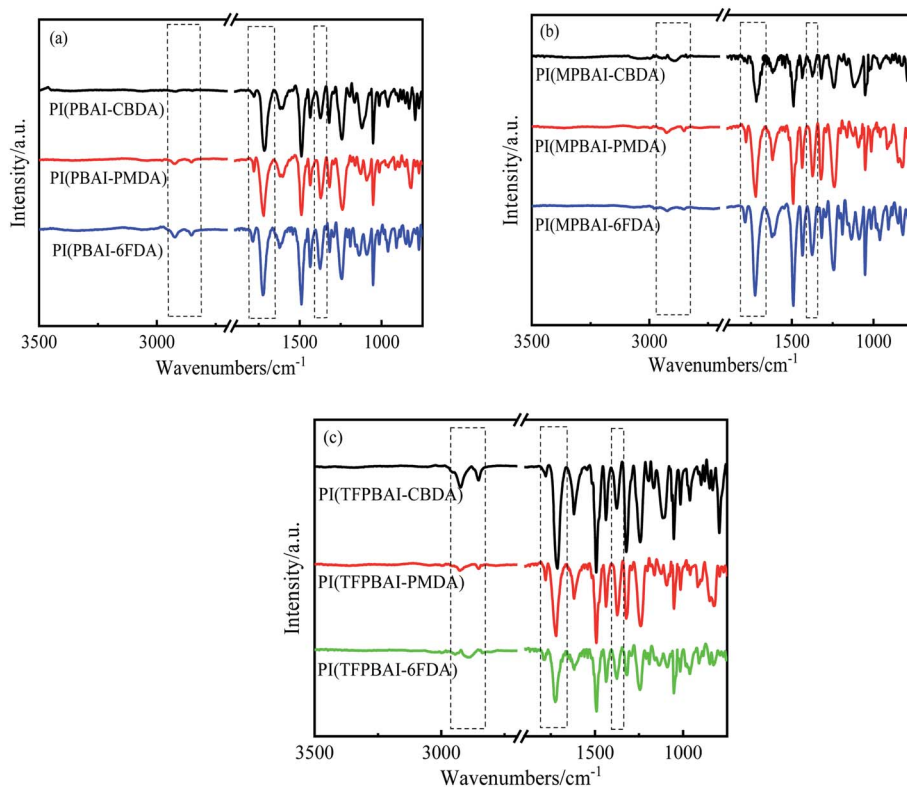 (a)
PI(PBAI-CBDA)
PI(PBAI-PMDA)
PI(PBAI-6FDA)
Intensity/a.u.
3500 3000 1500 1000
Wavenumbers/cm⁻¹
(b)
PI(MPBAI-CBDA)
PI(MPBAI-PMDA)
PI(MPBAI-6FDA)
Intensity/a.u.
3500 3000 1500 1000
Wavenumbers/cm⁻¹
(c)
PI(TFPBAI-CBDA)
PI(TFPBAI-PMDA)
PI(TFPBAI-6FDA)
Intensity/a.u.
3500 3000 1500 1000
Wavenumbers/cm⁻¹